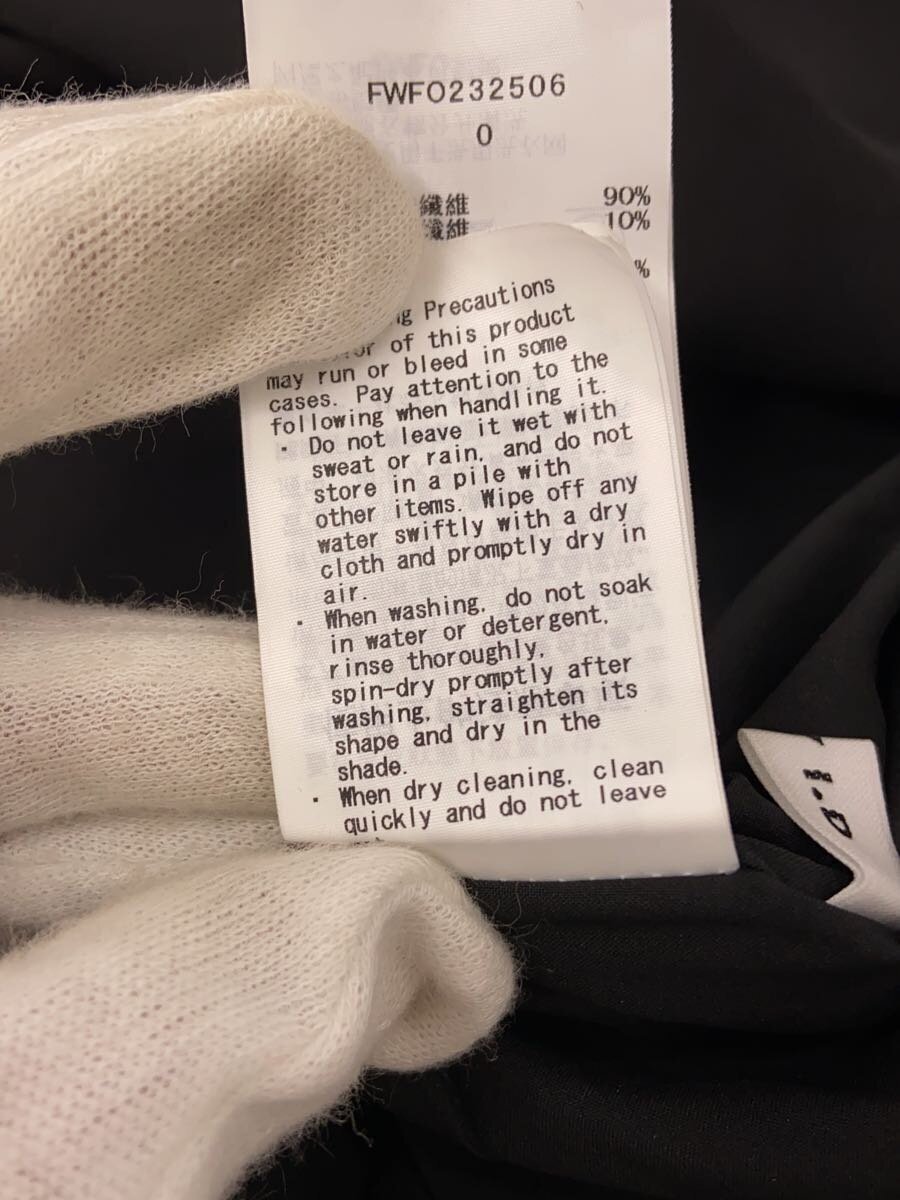 FWFO232506
0
繊維 90%
繊維 10%
%
Precautions
of this product
may run or bleed in some
cases. Pay attention to the
following when handling it.
・ Do not leave it wet with
sweat or rain, and do not
store in a pile with
other items. Wipe off any
water swiftly with a dry
cloth and promptly dry in
air.
・ When washing, do not soak
in water or detergent,
rinse thoroughly,
spin-dry promptly after
washing, straighten its
shape and dry in the
shade.
・ When dry cleaning, clean
quickly and do not leave